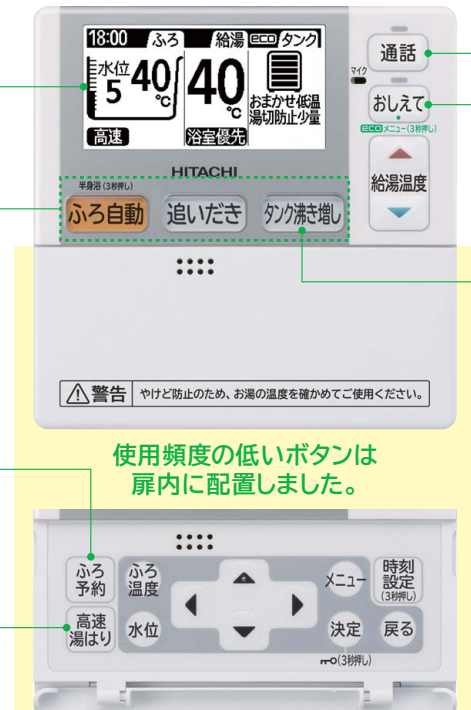 18:00 ふろ 給湯 eco タンク
水位 5 40℃ 40℃
おまかせ低温
湯切防止少量
高速 浴室優先
通話
マイク
おしえて
ecoメニュー(3秒押し)
給湯温度
HITACHI
半身浴(3秒押し)
ふろ自動 追いだき タンク沸き増し
警告 やけど防止のため、お湯の温度を確かめてご使用ください。
使用頻度の低いボタンは
扉内に配置しました。
ふろ予約 ふろ温度 メニュー 時刻設定(3秒押し)
高速湯はり 水位 決定 戻る
(3秒押し)